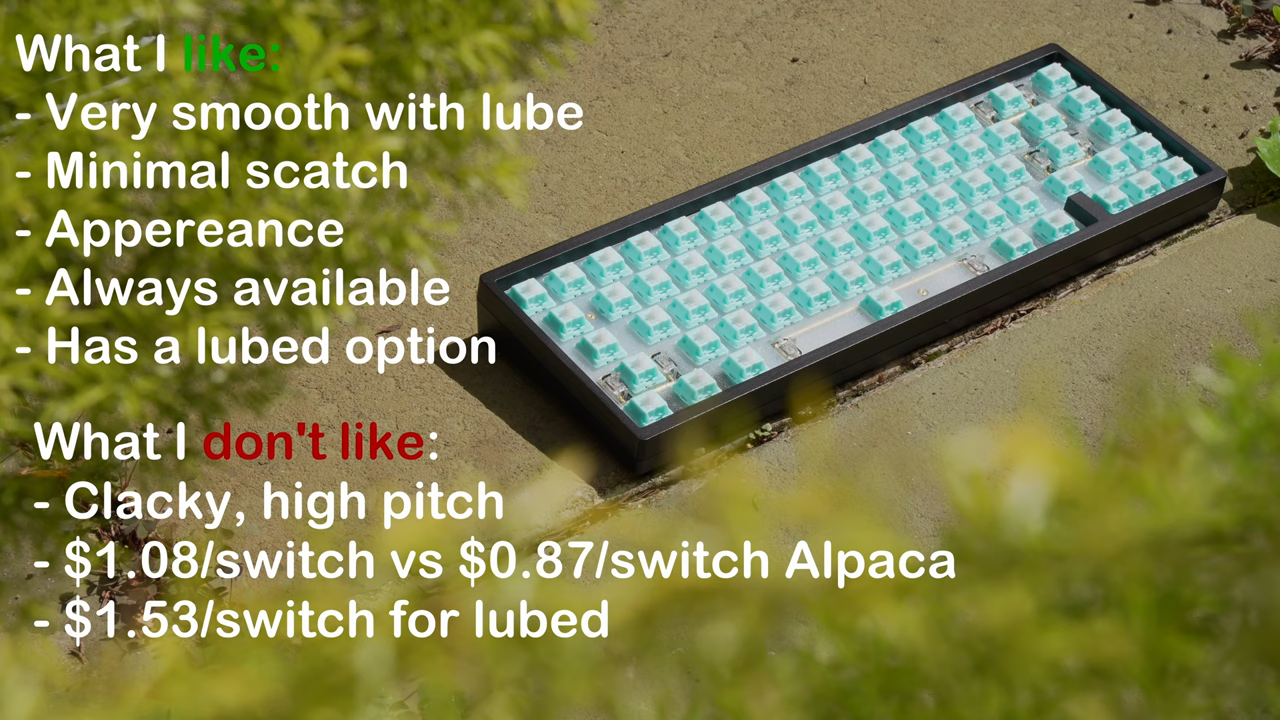 What I like:
- Very smooth with lube
- Minimal scatch
- Appereance
- Always available
- Has a lubed option
What I don't like:
- Clacky, high pitch
- $1.08/switch vs $0.87/switch Alpaca
- $1.53/switch for lubed